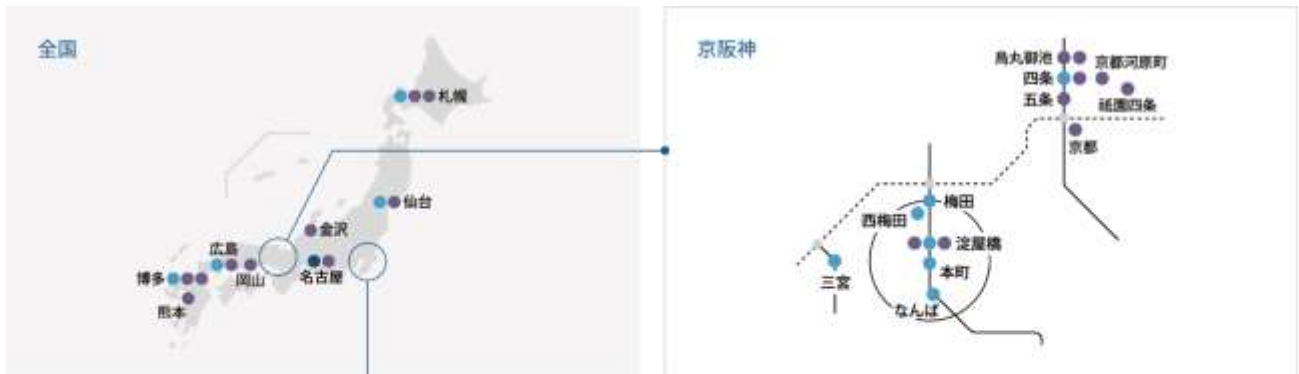 全国
札幌
仙台
金沢
広島
博多
岡山
名古屋
熊本
京阪神
烏丸御池
京都河原町
四条
五条
祇園四条
京都
梅田
西梅田
淀屋橋
本町
三宮
なんば